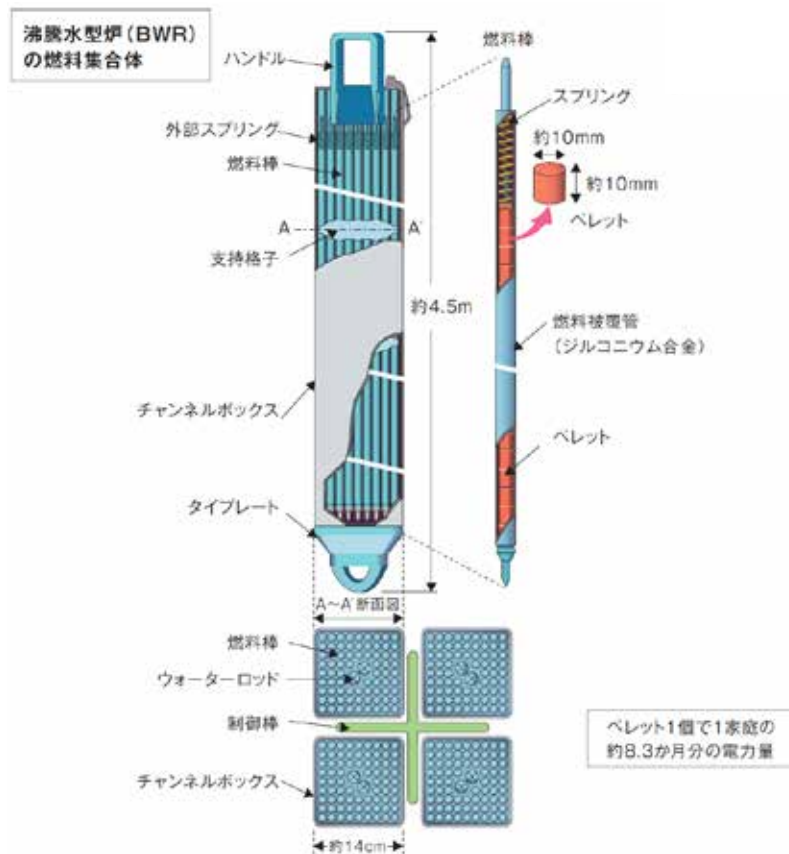 沸騰水型炉(BWR)
の燃料集合体
ハンドル
外部スプリング
燃料棒
A
A'
支持格子
約4.5m
チャンネルボックス
タイプレート
燃料棒
スプリング
約10mm
約10mm
ペレット
燃料被覆管
(ジルコニウム合金)
ペレット
A〜A'断面図
燃料棒
ウォーターロッド
制御棒
チャンネルボックス
約14cm
ペレット1個で1家庭の
約8.3か月分の電力量